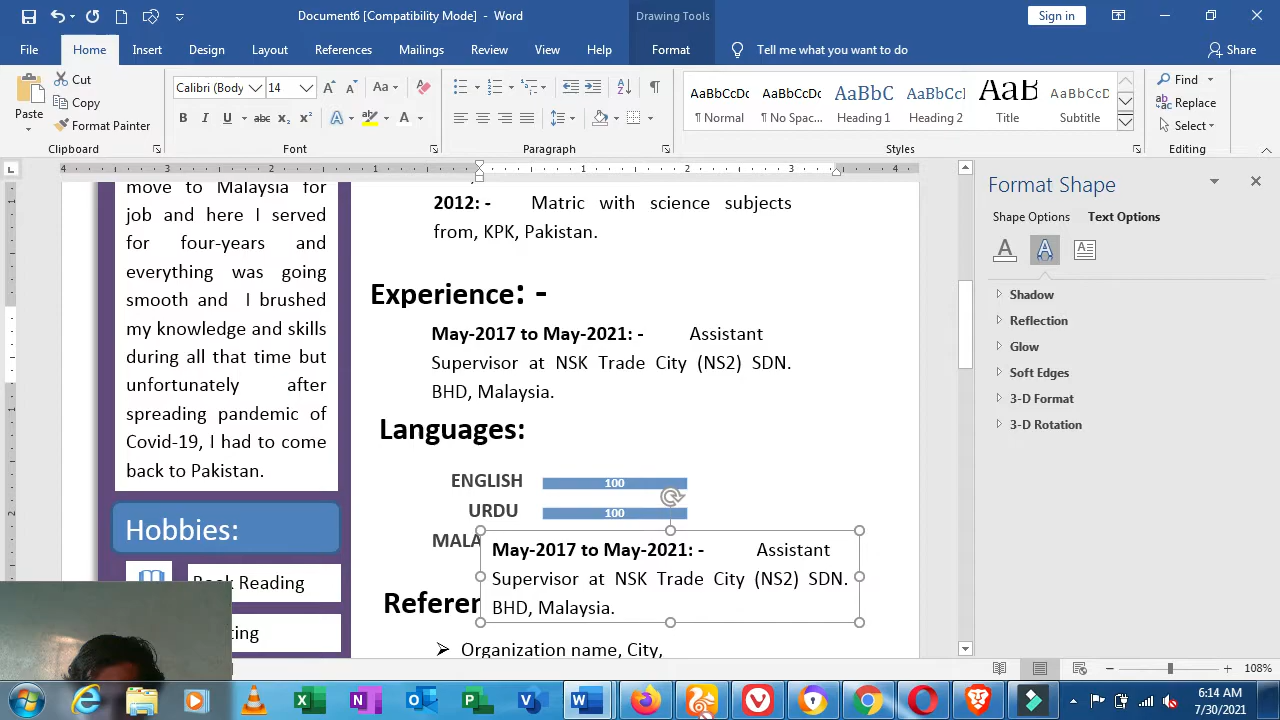 Document6 [Compatibility Mode] - Word
Drawing Tools
Sign in
File Home Insert Design Layout References Mailings Review View Help Format Tell me what you want to do Share
Cut
Copy
Format Painter
Paste
Calibri (Body 14
AaBbCcDc AaBbCcDc AaBbC AaBbCcI AaB AaBbCcDc
¶ Normal ¶ No Spac... Heading 1 Heading 2 Title Subtitle
Find
Replace
Select
Clipboard Font Paragraph Styles
move to Malaysia for
job and here I served
for four-years and
everything was going
smooth and I brushed
my knowledge and skills
during all that time but
unfortunately after
spreading pandemic of
Covid-19, I had to come
back to Pakistan.
Hobbies:
Book Reading
2012: - Matric with science subjects
from, KPK, Pakistan.
Experience: -
May-2017 to May-2021: - Assistant
Supervisor at NSK Trade City (NS2) SDN.
BHD, Malaysia.
Languages:
ENGLISH 100
URDU 100
MALA
May-2017 to May-2021: - Assistant
Supervisor at NSK Trade City (NS2) SDN.
BHD, Malaysia.
Referen
Organization name, City,
Format Shape
Shape Options Text Options
Shadow
Reflection
Glow
Soft Edges
3-D Format
3-D Rotation
108%
6:14 AM
7/30/2021